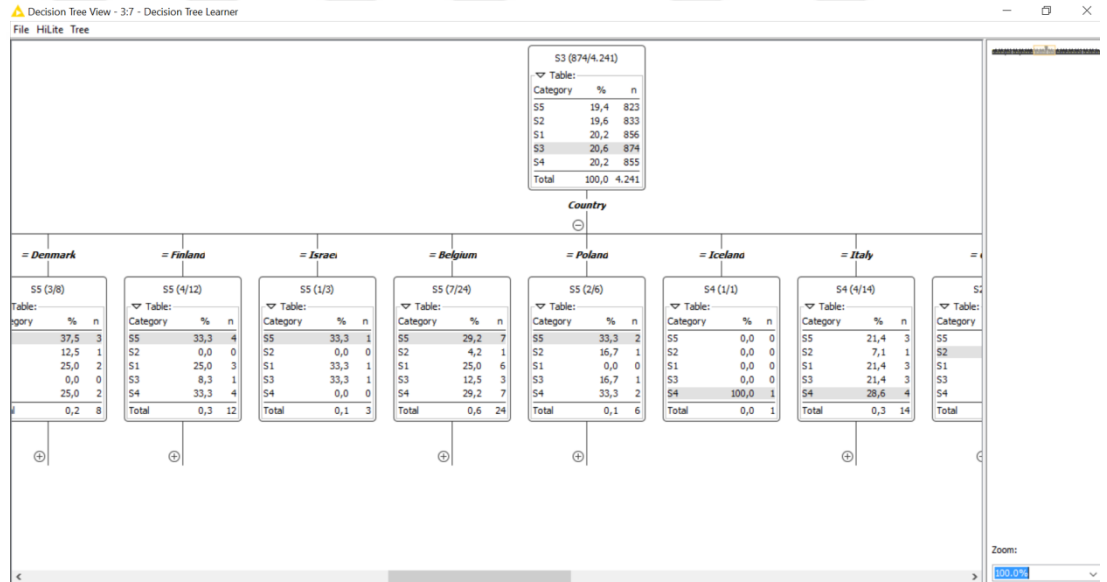 Decision Tree View - 3:7 - Decision Tree Learner
File HiLite Tree
S3 (874/4.241)
Table:
Category % n
S5 19,4 823
S2 19,6 833
S1 20,2 856
S3 20,6 874
S4 20,2 855
Total 100,0 4.241
Country
= Denmark
S5 (3/8)
Table:
egory % n
37,5 3
12,5 1
25,0 2
0,0 0
25,0 2
l 0,2 8
= Finland
S5 (4/12)
Table:
Category % n
S5 33,3 4
S2 0,0 0
S1 25,0 3
S3 8,3 1
S4 33,3 4
Total 0,3 12
= Israel
S5 (1/3)
Table:
Category % n
S5 33,3 1
S2 0,0 0
S1 33,3 1
S3 33,3 1
S4 0,0 0
Total 0,1 3
= Belgium
S5 (7/24)
Table:
Category % n
S5 29,2 7
S2 4,2 1
S1 25,0 6
S3 12,5 3
S4 29,2 7
Total 0,6 24
= Poland
S5 (2/6)
Table:
Category % n
S5 33,3 2
S2 16,7 1
S1 0,0 0
S3 16,7 1
S4 33,3 2
Total 0,1 6
= Iceland
S4 (1/1)
Table:
Category % n
S5 0,0 0
S2 0,0 0
S1 0,0 0
S3 0,0 0
S4 100,0 1
Total 0,0 1
= Italy
S4 (4/14)
Table:
Category % n
S5 21,4 3
S2 7,1 1
S1 21,4 3
S3 21,4 3
S4 28,6 4
Total 0,3 14
=
S2
Table:
Category
S5
S2
S1
S3
S4
Total
Zoom:
100.0%